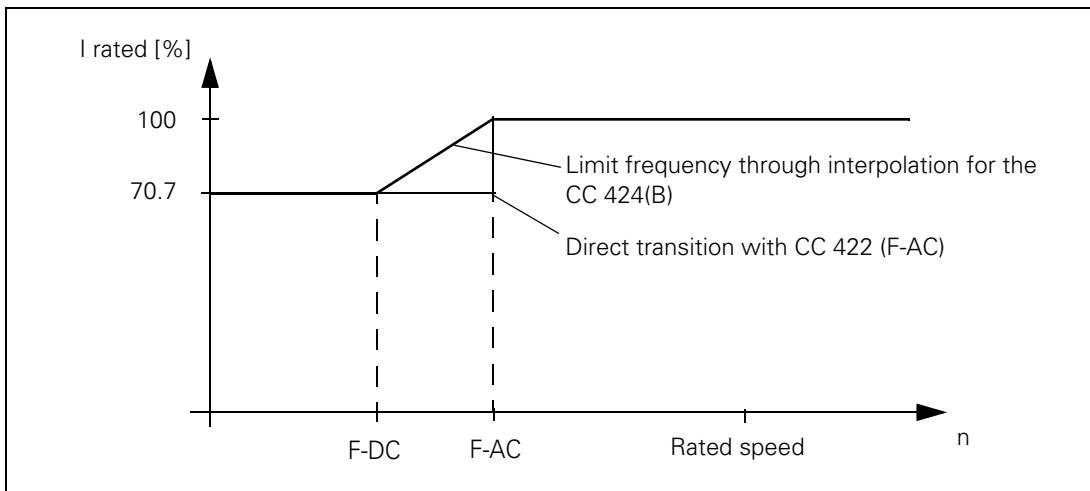 I rated [%]
100
Limit frequency through interpolation for the
CC 424(B)
70.7
Direct transition with CC 422 (F-AC)
F-DC
F-AC
Rated speed
n